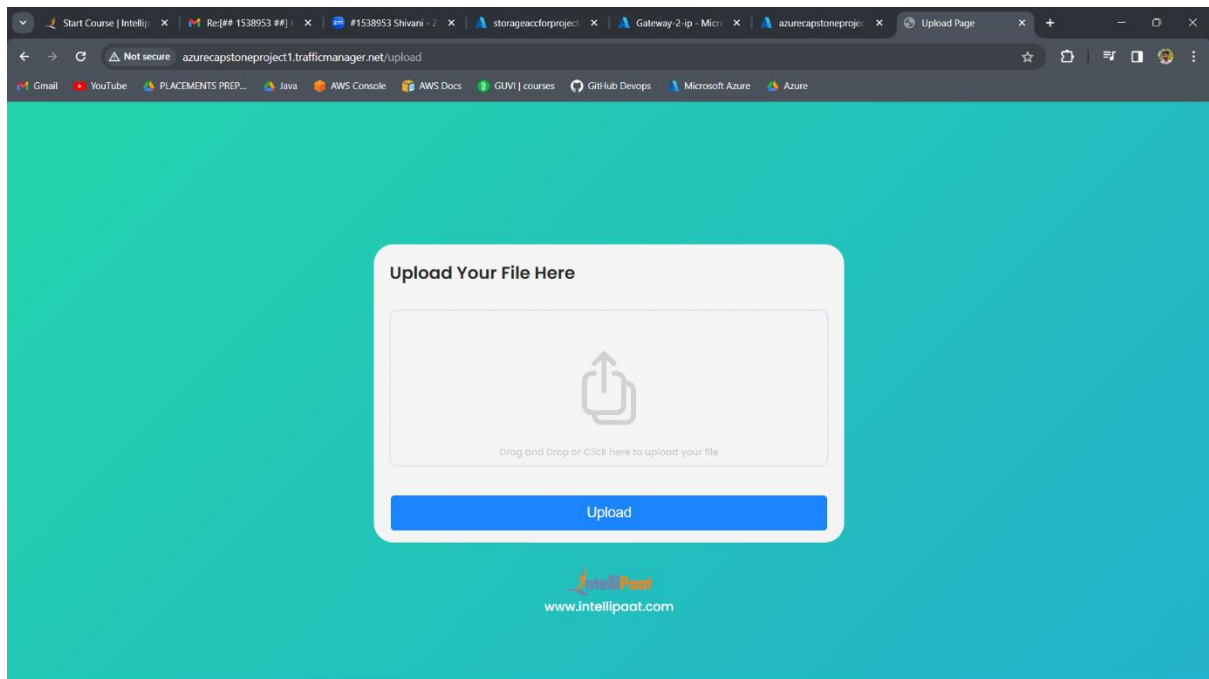 Start Course | Intellip
Re:[## 1538953 ##]
#1538953 Shivani - Z
storageaccforproject
Gateway-2-ip - Micro
azurecapstoneprojec
Upload Page
Not secure
azurecapstoneproject1.trafficmanager.net/upload
Gmail
YouTube
PLACEMENTS PREP...
Java
AWS Console
AWS Docs
GUVI | courses
GitHub Devops
Microsoft Azure
Azure
Upload Your File Here
Drag and Drop or Click here to upload your file
Upload
IntelliPaat
www.intellipaat.com